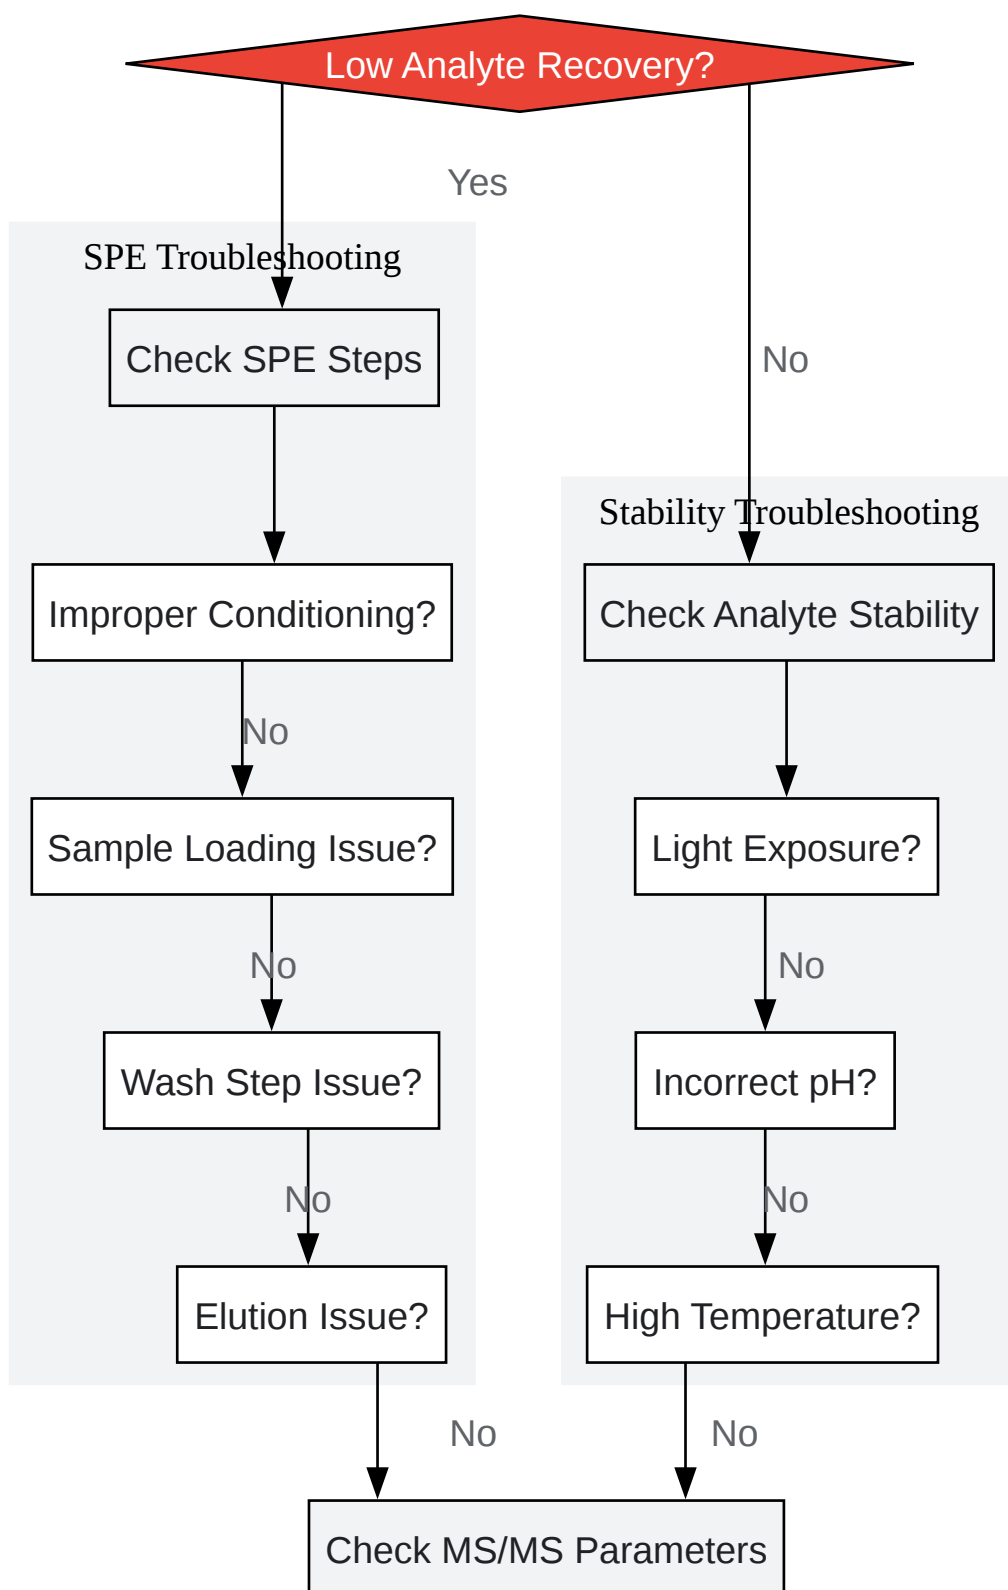 Low Analyte Recovery?
Yes
SPE Troubleshooting
Check SPE Steps
No
Stability Troubleshooting
Improper Conditioning?
Check Analyte Stability
No
Sample Loading Issue?
Light Exposure?
No
No
Wash Step Issue?
Incorrect pH?
No
No
Elution Issue?
High Temperature?
No
No
Check MS/MS Parameters